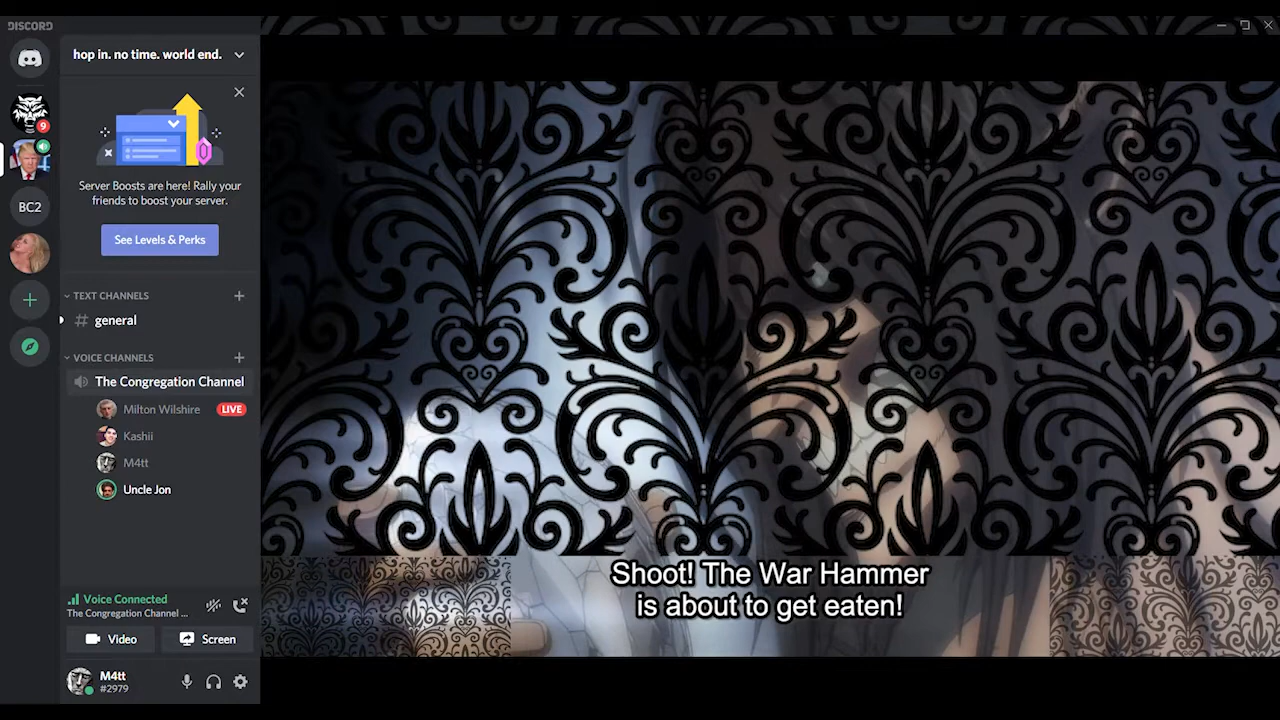 DISCORD
hop in. no time. world end.
9
BC2
Server Boosts are here! Rally your
friends to boost your server.
See Levels & Perks
TEXT CHANNELS
# general
VOICE CHANNELS
The Congregation Channel
Milton Wilshire LIVE
Kashii
M4tt
Uncle Jon
Voice Connected
The Congregation Channel ...
Video Screen
M4tt
#2979
Shoot! The War Hammer
is about to get eaten!